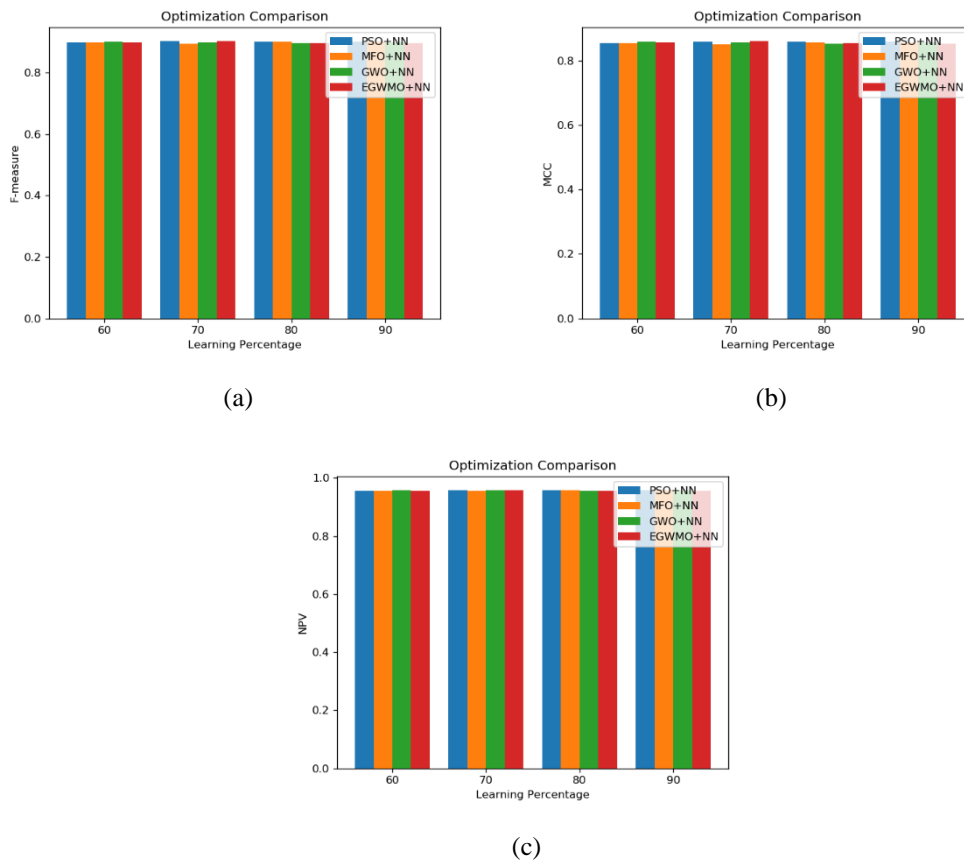 Optimization Comparison
PSO+NN
MFO+NN
GWO+NN
EGWMO+NN
F-measure
0.8
0.6
0.4
0.2
0.0
60 70 80 90
Learning Percentage
(a)
Optimization Comparison
PSO+NN
MFO+NN
GWO+NN
EGWMO+NN
MCC
0.8
0.6
0.4
0.2
0.0
60 70 80 90
Learning Percentage
(b)
Optimization Comparison
PSO+NN
MFO+NN
GWO+NN
EGWMO+NN
NPV
1.0
0.8
0.6
0.4
0.2
0.0
60 70 80 90
Learning Percentage
(c)